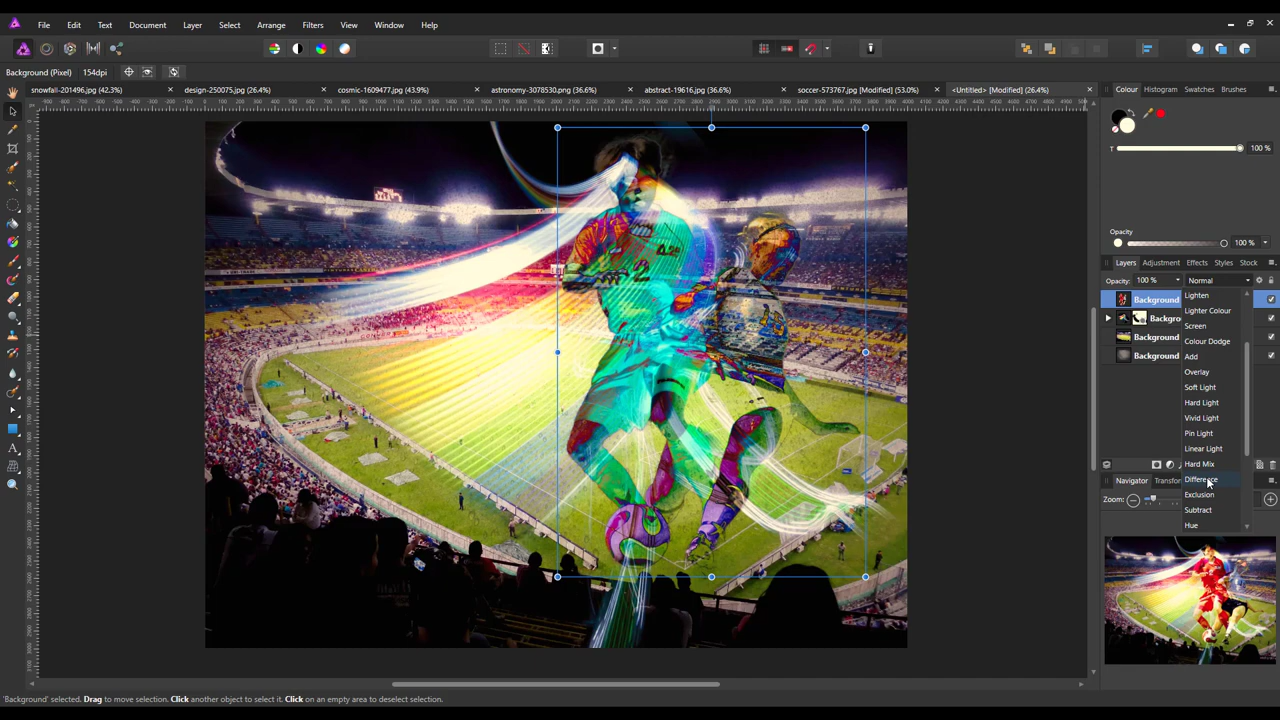 File Edit Text Document Layer Select Arrange Filters View Window Help
Background (Pixel) 154dpi
snowfall-201496.jpg (42.3%) design-250075.jpg (26.4%) cosmic-1609477.jpg (43.9%) astronomy-3078530.png (36.6%) abstract-19616.jpg (36.6%) soccer-573767.jpg [Modified] (53.0%) <Untitled> [Modified] (26.4%)
Colour Histogram Swatches Brushes
T 100 %
Opacity
100 %
Layers Adjustment Effects Styles Stock
Opacity: 100 % Normal
Background
Backgro
Background
Background
Lighten
Lighter Colour
Screen
Colour Dodge
Add
Overlay
Soft Light
Hard Light
Vivid Light
Pin Light
Linear Light
Hard Mix
Difference
Exclusion
Subtract
Hue
Navigator Transfor
Zoom:
'Background' selected. Drag to move selection. Click another object to select it. Click on an empty area to deselect selection.